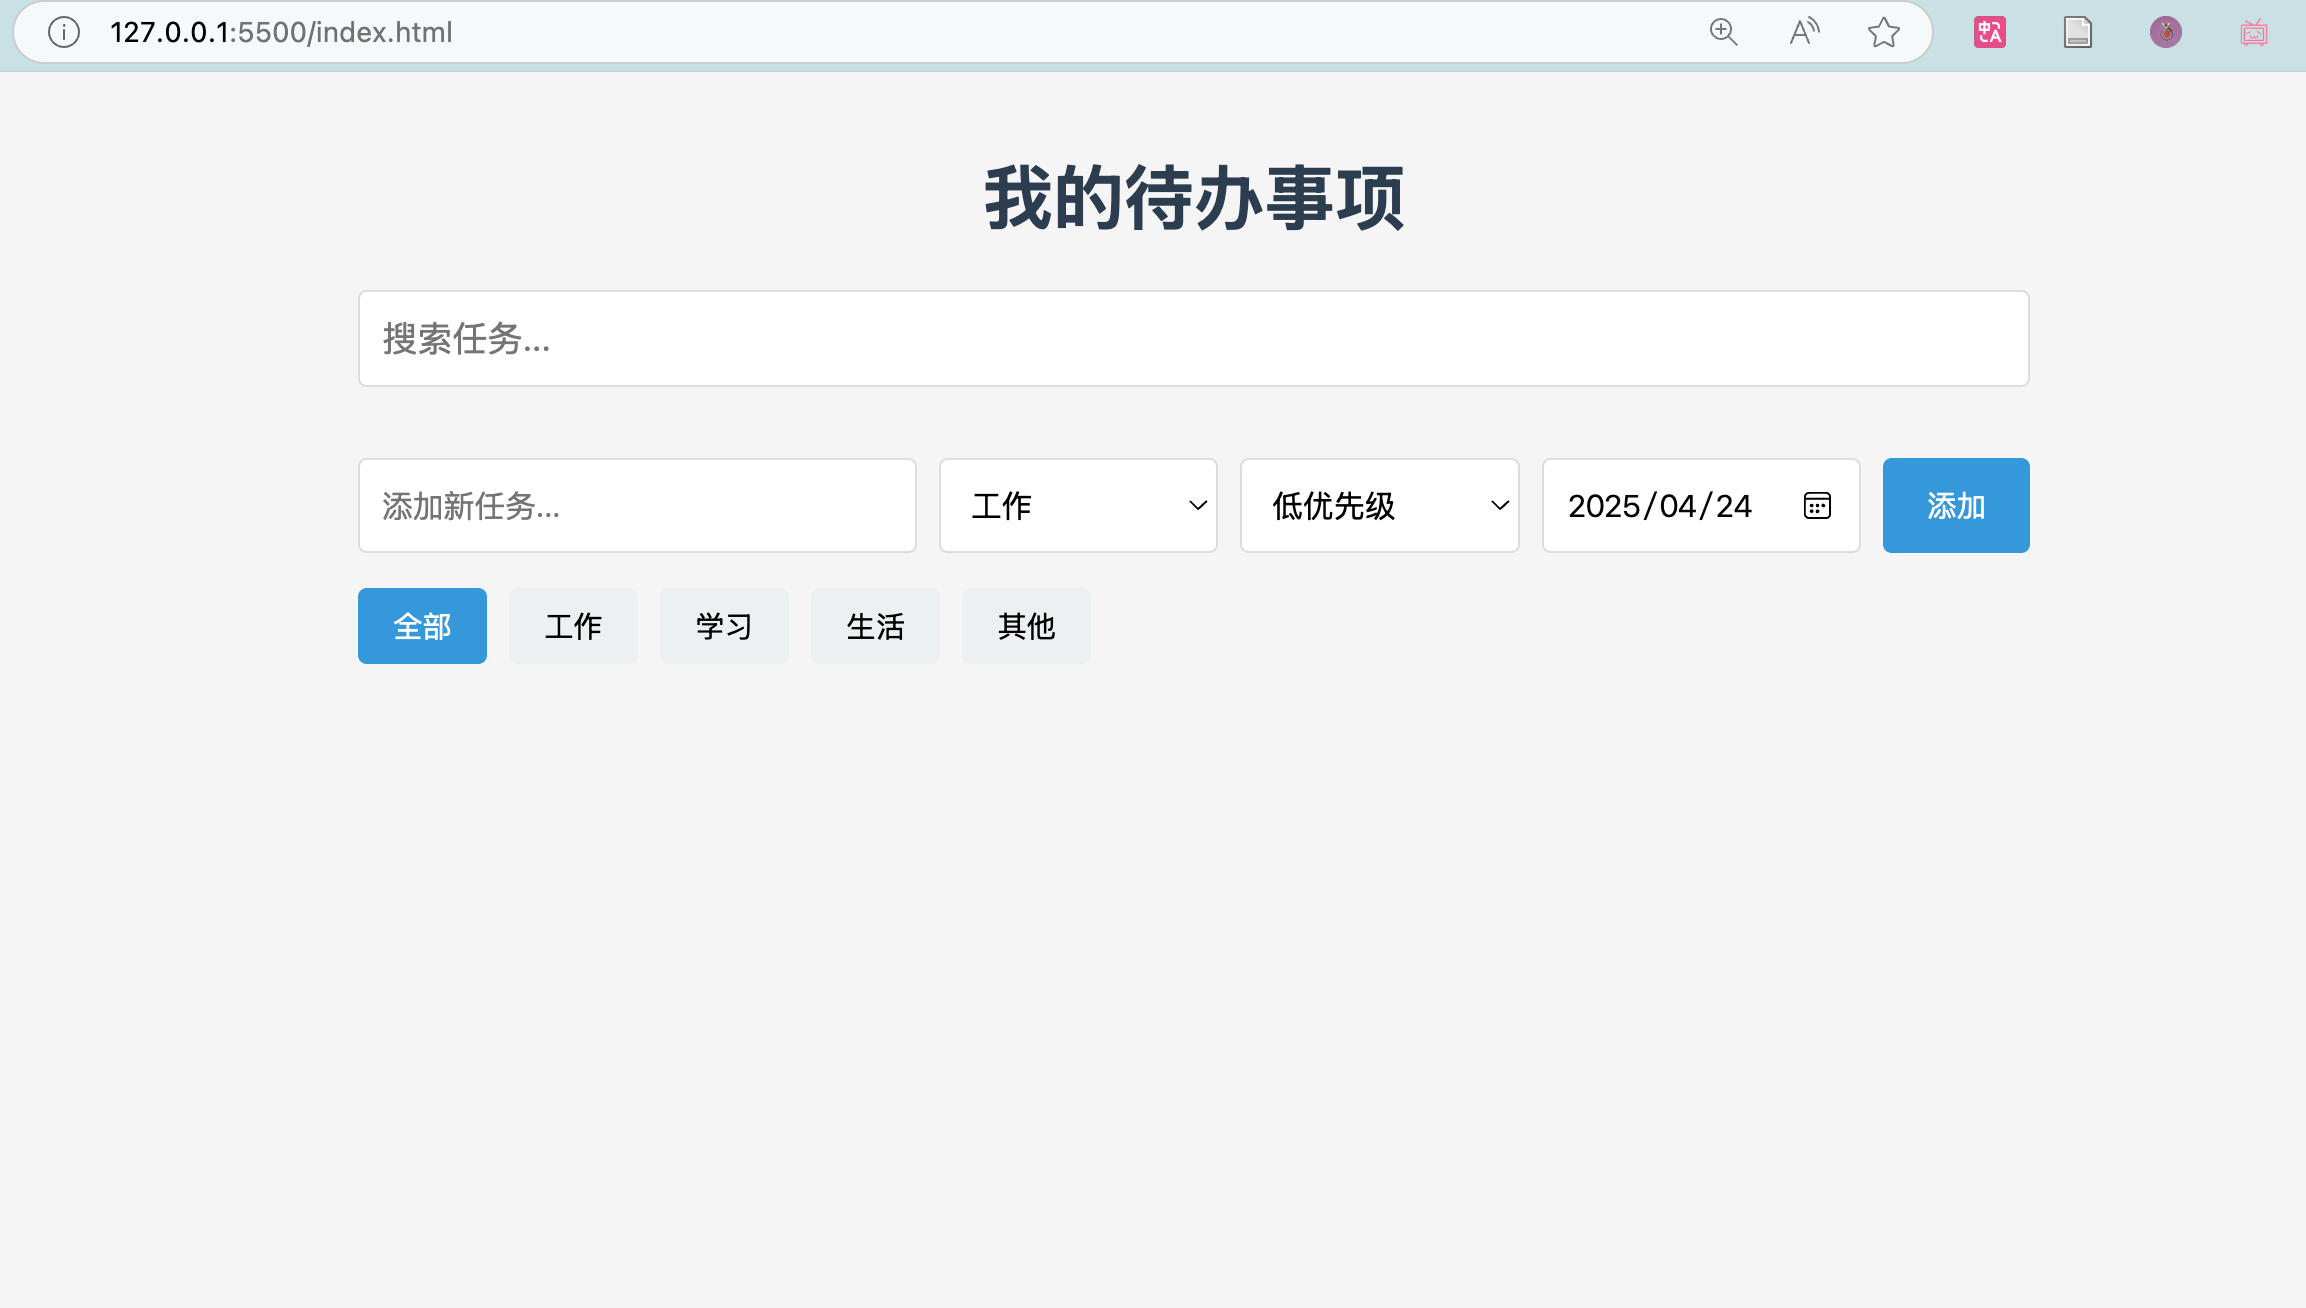 127.0.0.1:5500/index.html
我的待办事项
搜索任务...
添加新任务... 工作 低优先级 2025/04/24 添加
全部 工作 学习 生活 其他